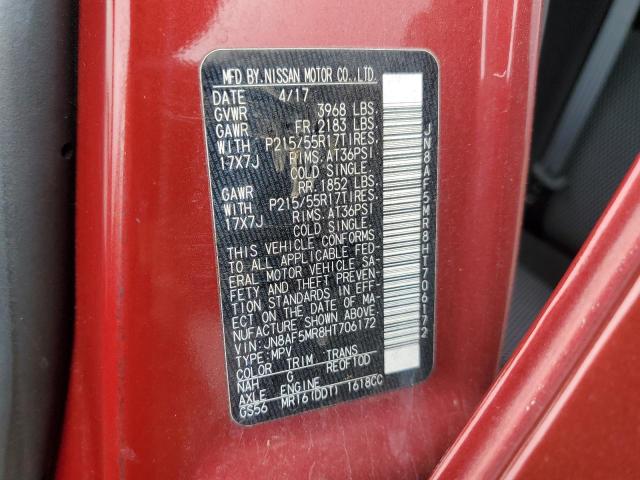 MFD BY.NISSAN MOTOR CO.,LTD.
DATE 4/17
GVWR 3968 LBS.
GAWR FR.2183 LBS.
WITH P215/55R17TIRES.
17X7J RIMS.AT36PSI
COLD SINGLE
GAWR RR.1852 LBS.
WITH P215/55R17TIRES.
17X7J RIMS.AT36PSI
COLD SINGLE
THIS VEHICLE CONFORMS
TO ALL APPLICABLE FED-
ERAL MOTOR VEHICLE SA-
FETY AND THEFT PREVEN-
TION STANDARDS IN EFF-
ECT ON THE DATE OF MA-
NUFACTURE SHOWN ABOVE.
VIN:JN8AF5MR8HT706172
TYPE:MPV
COLOR TRIM TRANS
NAH G RE0F10D
AXLE ENGINE
GS56 MR16(DDT) 1618CC
JN8AF5MR8HT706172